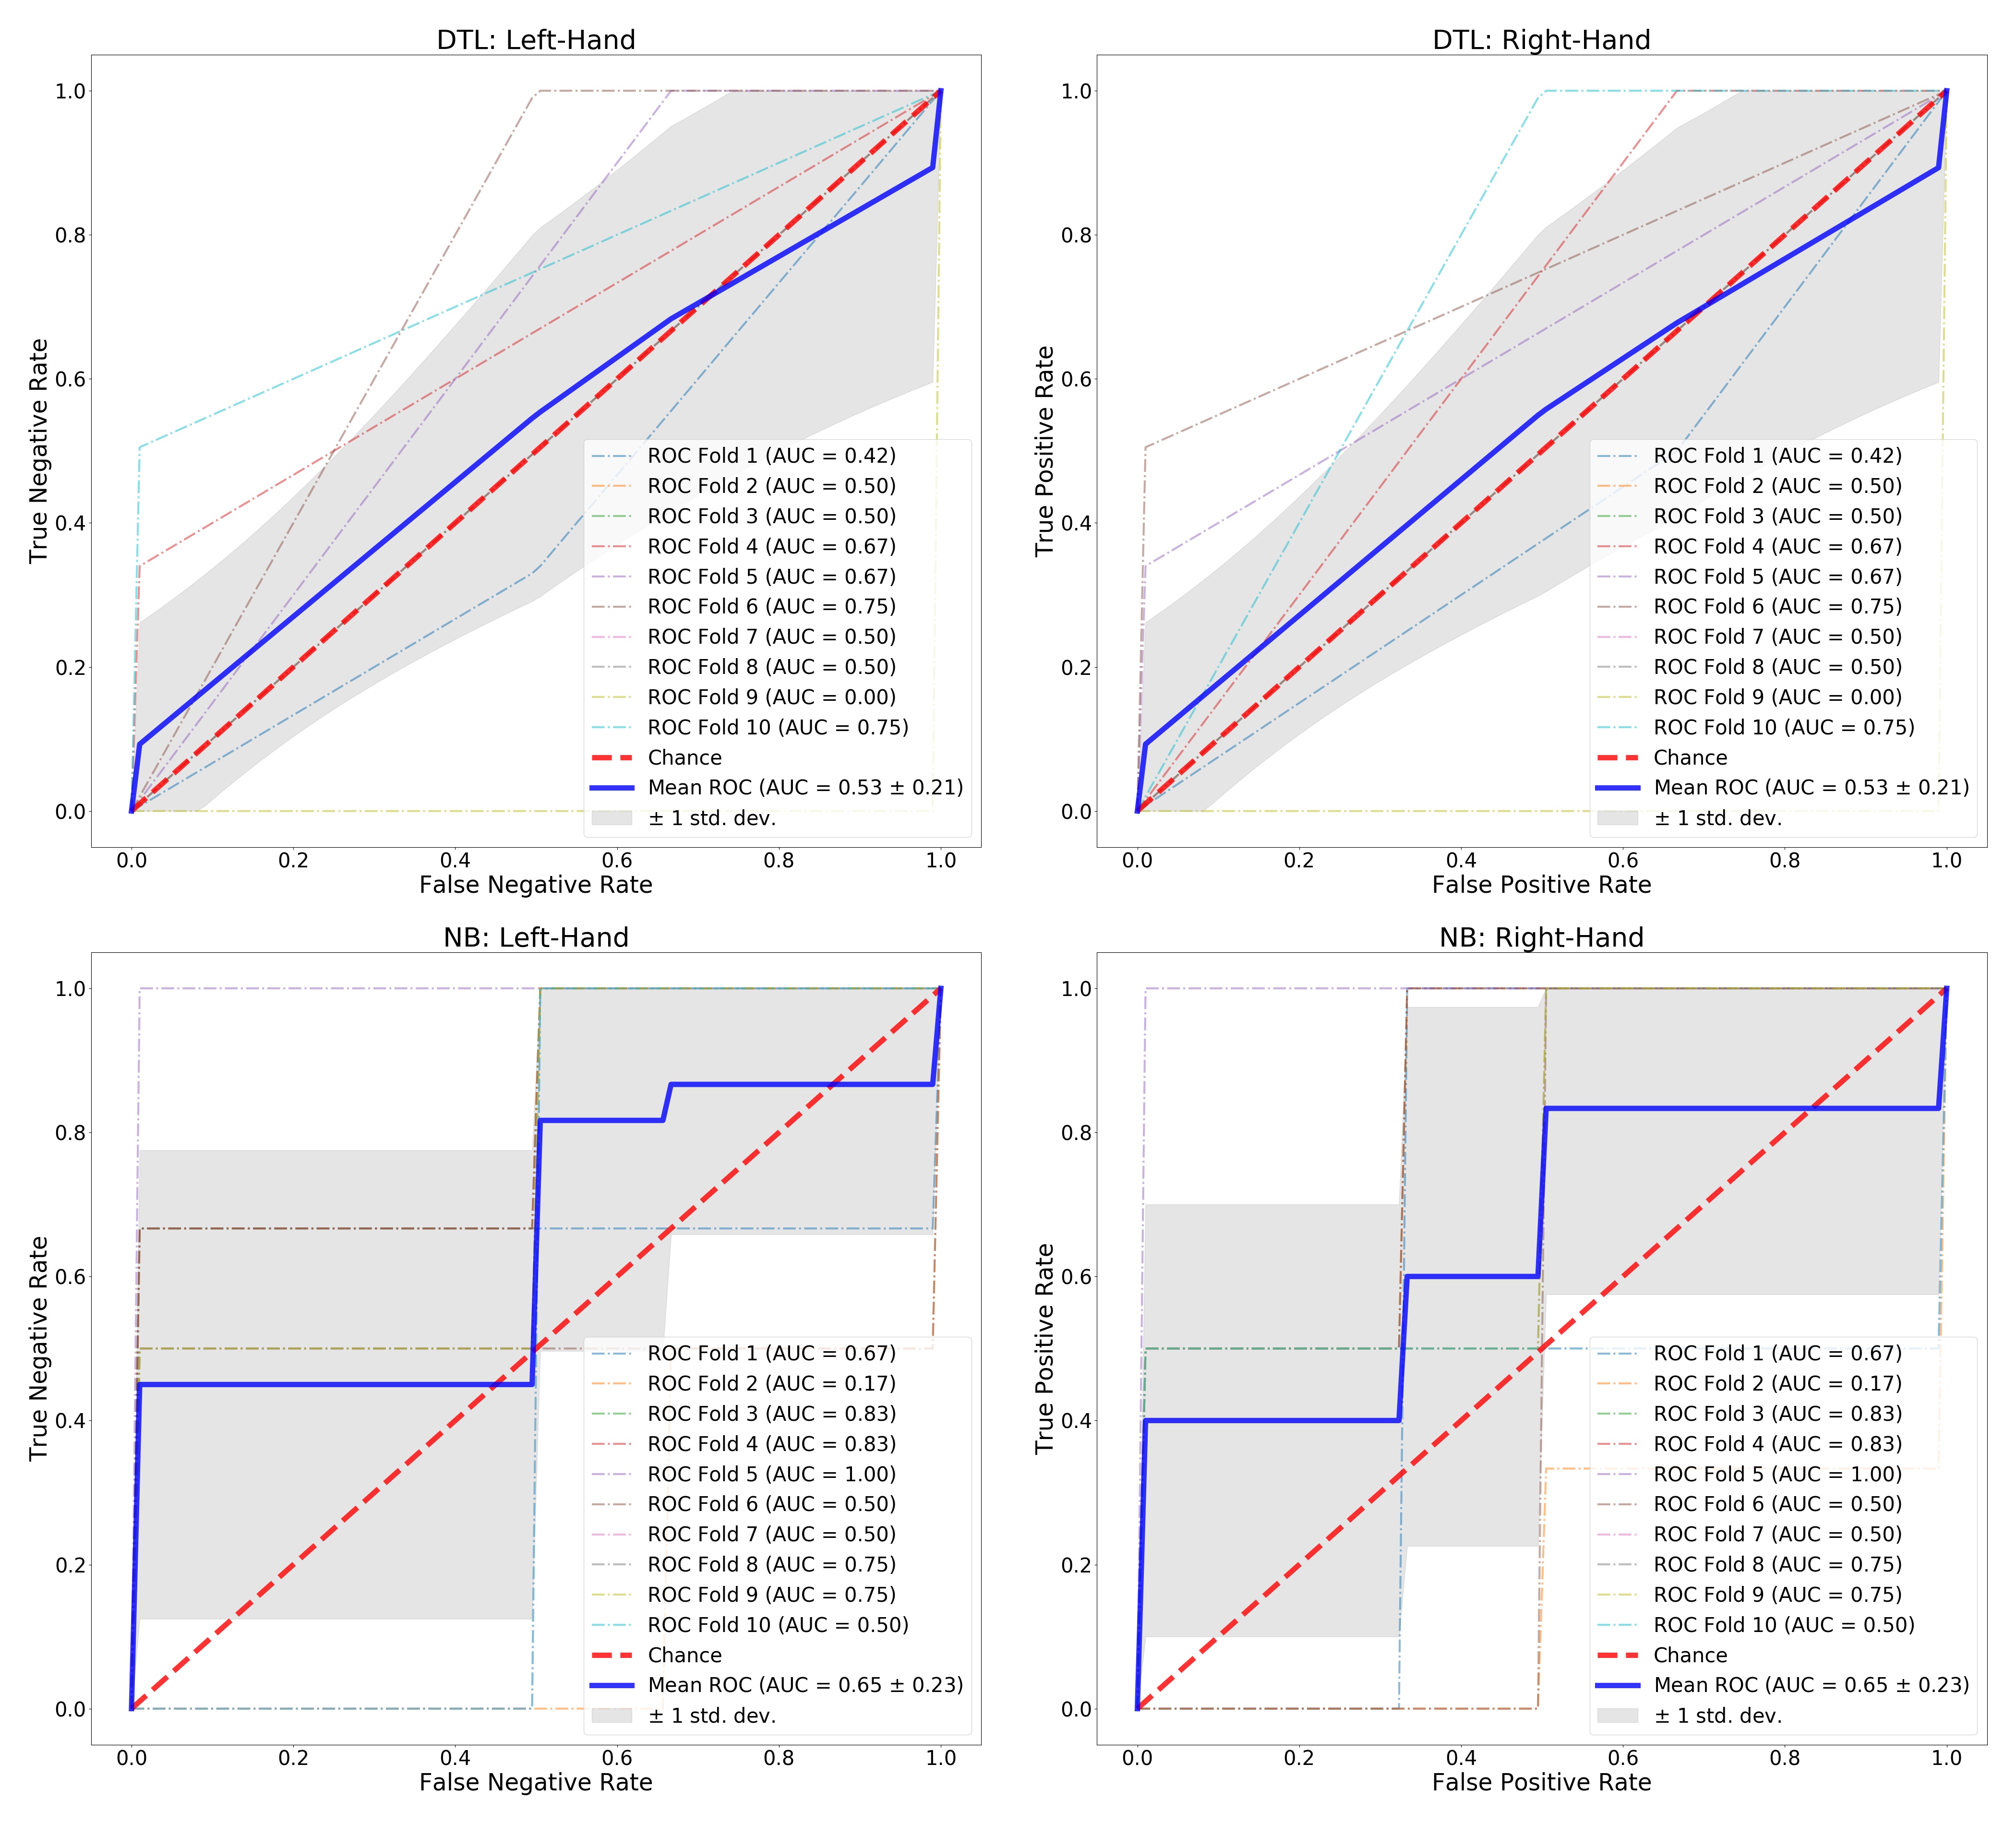 DTL: Left-Hand
True Negative Rate
1.0
0.8
0.6
0.4
0.2
0.0
0.0 0.2 0.4 0.6 0.8 1.0
False Negative Rate
ROC Fold 1 (AUC = 0.42)
ROC Fold 2 (AUC = 0.50)
ROC Fold 3 (AUC = 0.50)
ROC Fold 4 (AUC = 0.67)
ROC Fold 5 (AUC = 0.67)
ROC Fold 6 (AUC = 0.75)
ROC Fold 7 (AUC = 0.50)
ROC Fold 8 (AUC = 0.50)
ROC Fold 9 (AUC = 0.00)
ROC Fold 10 (AUC = 0.75)
Chance
Mean ROC (AUC = 0.53 ± 0.21)
± 1 std. dev.
DTL: Right-Hand
True Positive Rate
1.0
0.8
0.6
0.4
0.2
0.0
0.0 0.2 0.4 0.6 0.8 1.0
False Positive Rate
ROC Fold 1 (AUC = 0.42)
ROC Fold 2 (AUC = 0.50)
ROC Fold 3 (AUC = 0.50)
ROC Fold 4 (AUC = 0.67)
ROC Fold 5 (AUC = 0.67)
ROC Fold 6 (AUC = 0.75)
ROC Fold 7 (AUC = 0.50)
ROC Fold 8 (AUC = 0.50)
ROC Fold 9 (AUC = 0.00)
ROC Fold 10 (AUC = 0.75)
Chance
Mean ROC (AUC = 0.53 ± 0.21)
± 1 std. dev.
NB: Left-Hand
True Negative Rate
1.0
0.8
0.6
0.4
0.2
0.0
0.0 0.2 0.4 0.6 0.8 1.0
False Negative Rate
ROC Fold 1 (AUC = 0.67)
ROC Fold 2 (AUC = 0.17)
ROC Fold 3 (AUC = 0.83)
ROC Fold 4 (AUC = 0.83)
ROC Fold 5 (AUC = 1.00)
ROC Fold 6 (AUC = 0.50)
ROC Fold 7 (AUC = 0.50)
ROC Fold 8 (AUC = 0.75)
ROC Fold 9 (AUC = 0.75)
ROC Fold 10 (AUC = 0.50)
Chance
Mean ROC (AUC = 0.65 ± 0.23)
± 1 std. dev.
NB: Right-Hand
True Positive Rate
1.0
0.8
0.6
0.4
0.2
0.0
0.0 0.2 0.4 0.6 0.8 1.0
False Positive Rate
ROC Fold 1 (AUC = 0.67)
ROC Fold 2 (AUC = 0.17)
ROC Fold 3 (AUC = 0.83)
ROC Fold 4 (AUC = 0.83)
ROC Fold 5 (AUC = 1.00)
ROC Fold 6 (AUC = 0.50)
ROC Fold 7 (AUC = 0.50)
ROC Fold 8 (AUC = 0.75)
ROC Fold 9 (AUC = 0.75)
ROC Fold 10 (AUC = 0.50)
Chance
Mean ROC (AUC = 0.65 ± 0.23)
± 1 std. dev.